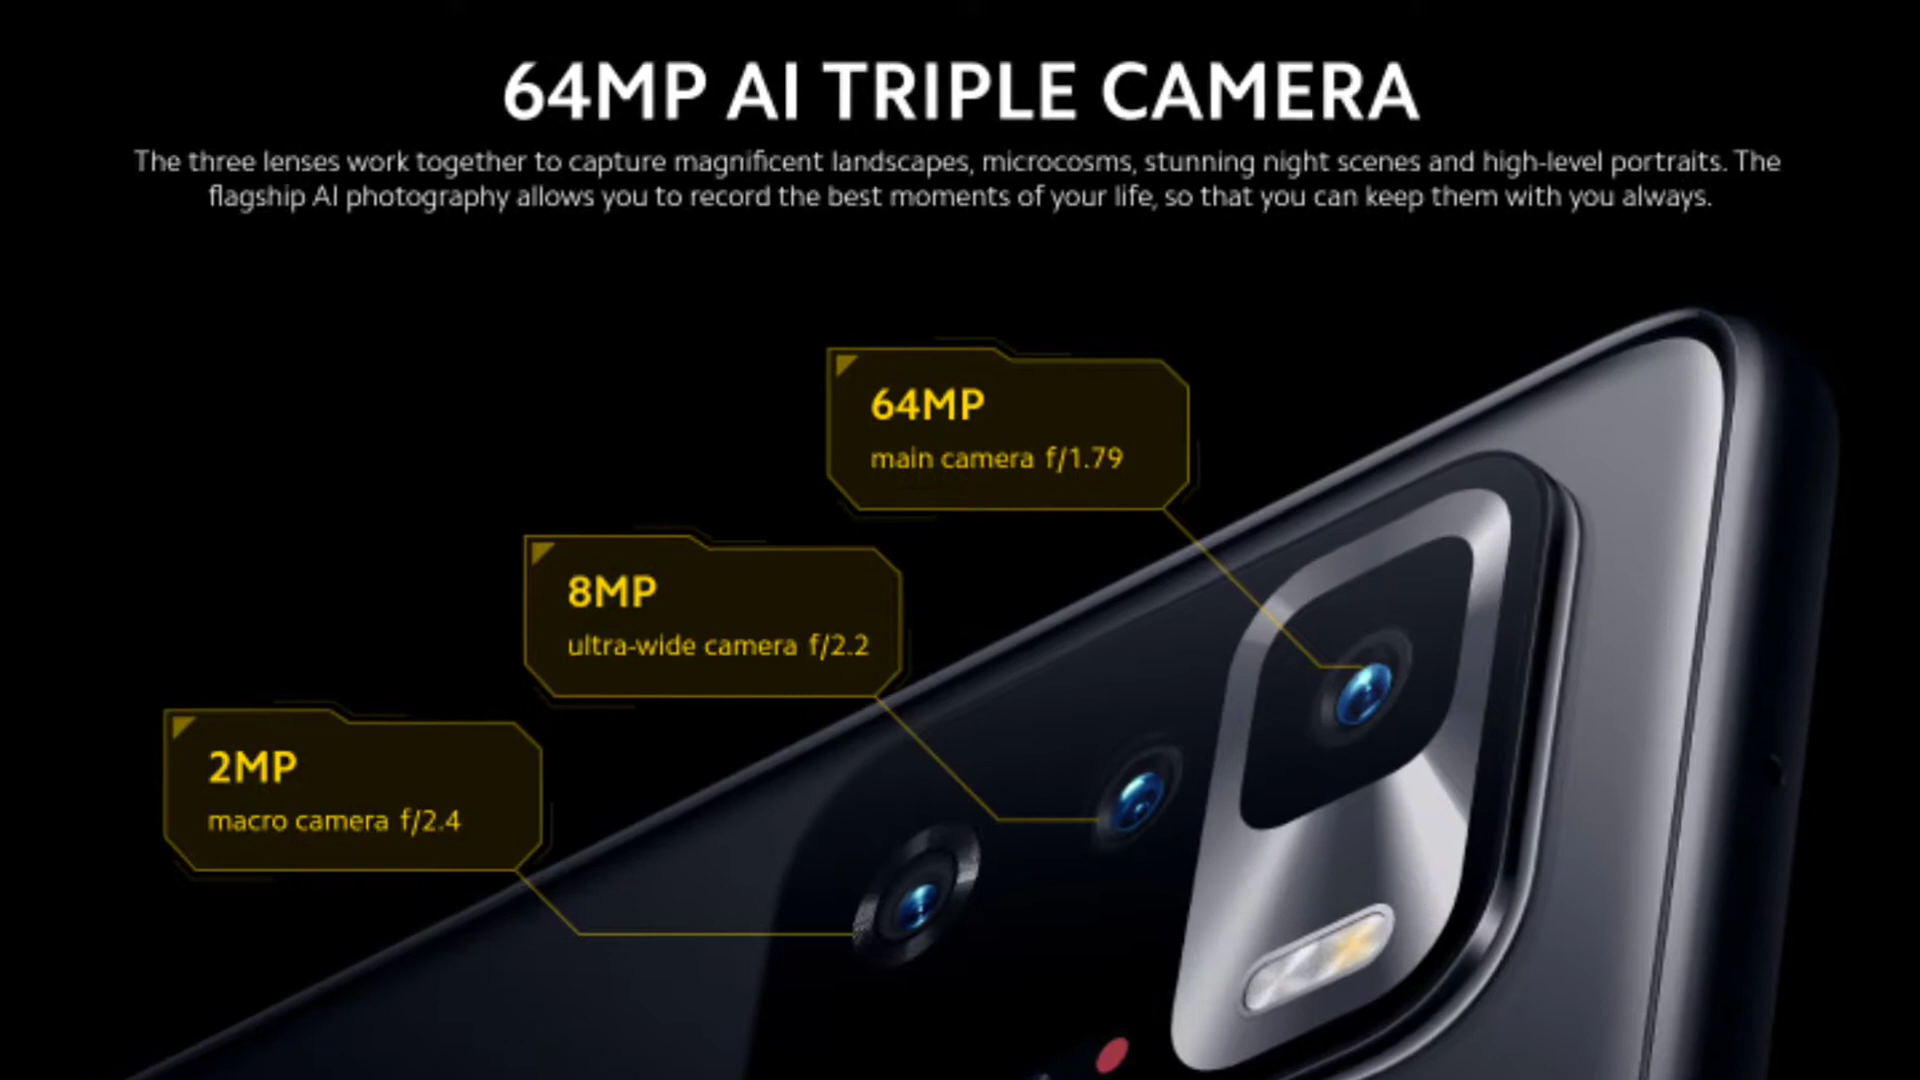 64MP AI TRIPLE CAMERA
The three lenses work together to capture magnificent landscapes, microcosms, stunning night scenes and high-level portraits. The
flagship AI photography allows you to record the best moments of your life, so that you can keep them with you always.
64MP
main camera f/1.79
8MP
ultra-wide camera f/2.2
2MP
macro camera f/2.4